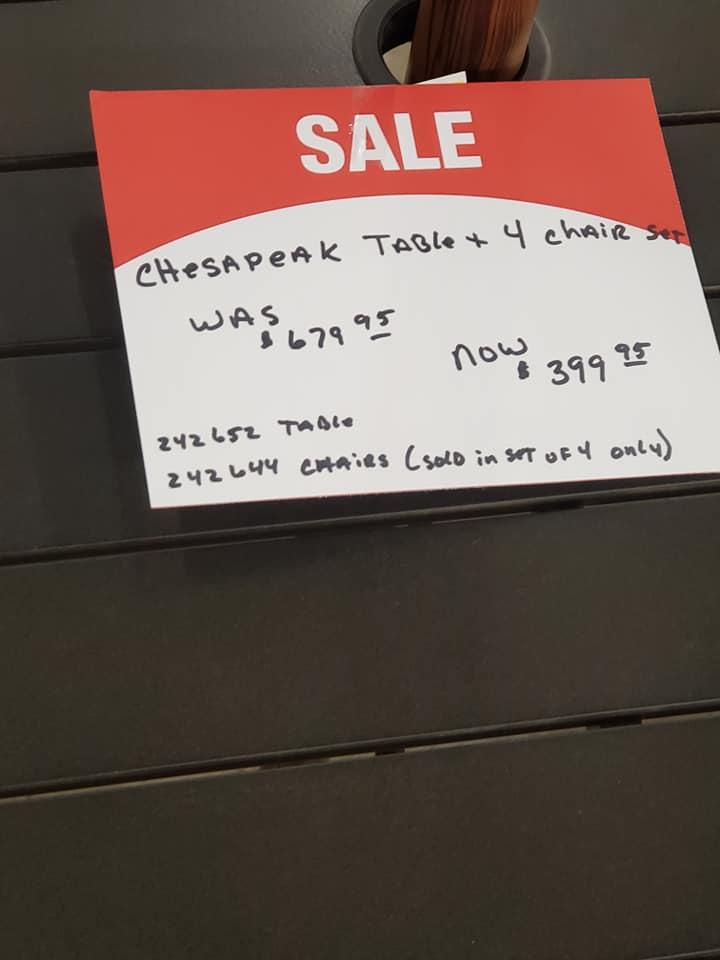 SALE
CHeSAPeAK TABle + 4 chAIR SeT
WAS
$679 95
now
$399 95
242652 TABle
242644 CHAiRS (SolD in SeT oF 4 only)